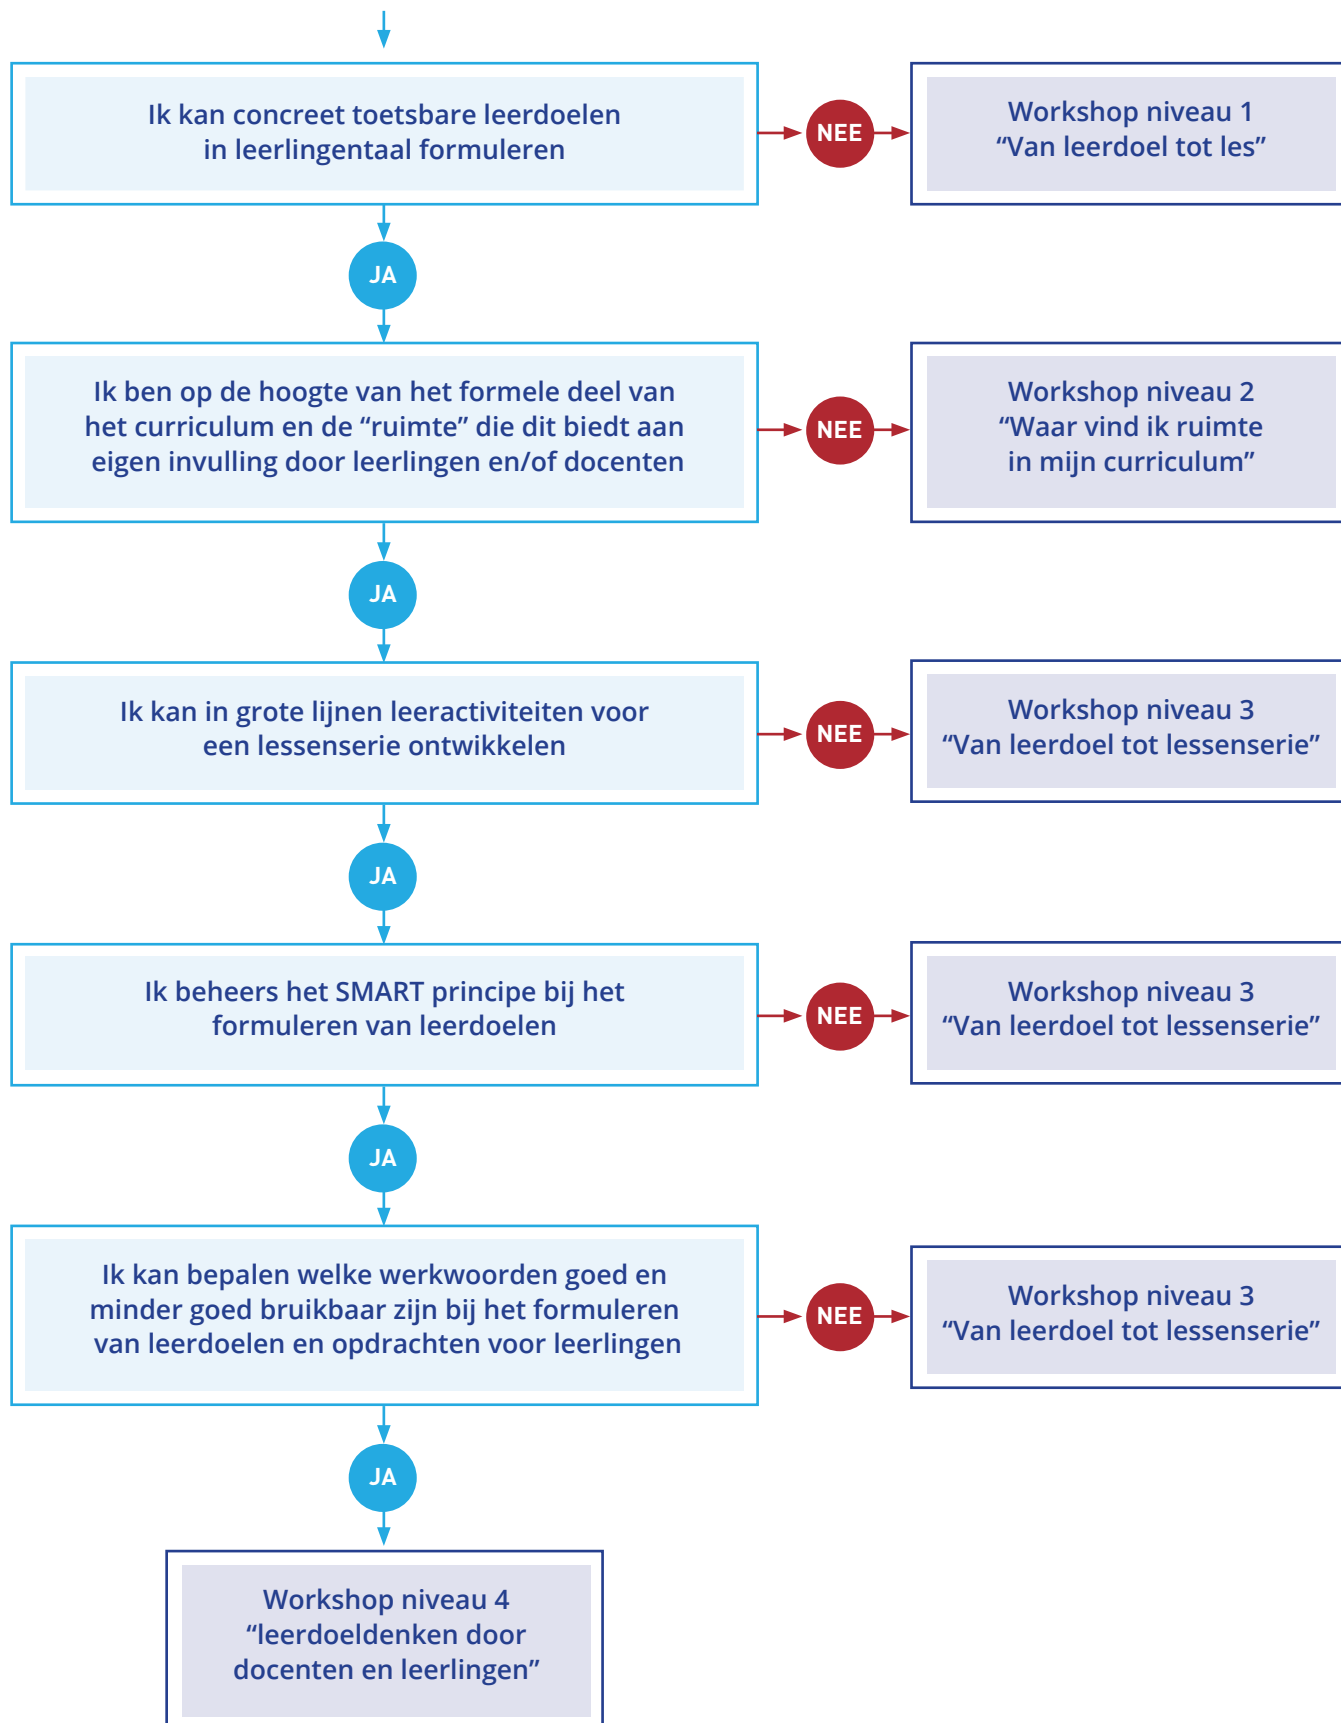 Ik kan concreet toetsbare leerdoelen
in leerlingentaal formuleren
NEE
Workshop niveau 1
“Van leerdoel tot les”
JA
Ik ben op de hoogte van het formele deel van
het curriculum en de “ruimte” die dit biedt aan
eigen invulling door leerlingen en/of docenten
NEE
Workshop niveau 2
“Waar vind ik ruimte
in mijn curriculum”
JA
Ik kan in grote lijnen leeractiviteiten voor
een lessenserie ontwikkelen
NEE
Workshop niveau 3
“Van leerdoel tot lessenserie”
JA
Ik beheers het SMART principe bij het
formuleren van leerdoelen
NEE
Workshop niveau 3
“Van leerdoel tot lessenserie”
JA
Ik kan bepalen welke werkwoorden goed en
minder goed bruikbaar zijn bij het formuleren
van leerdoelen en opdrachten voor leerlingen
NEE
Workshop niveau 3
“Van leerdoel tot lessenserie”
JA
Workshop niveau 4
“leerdoeldenken door
docenten en leerlingen”